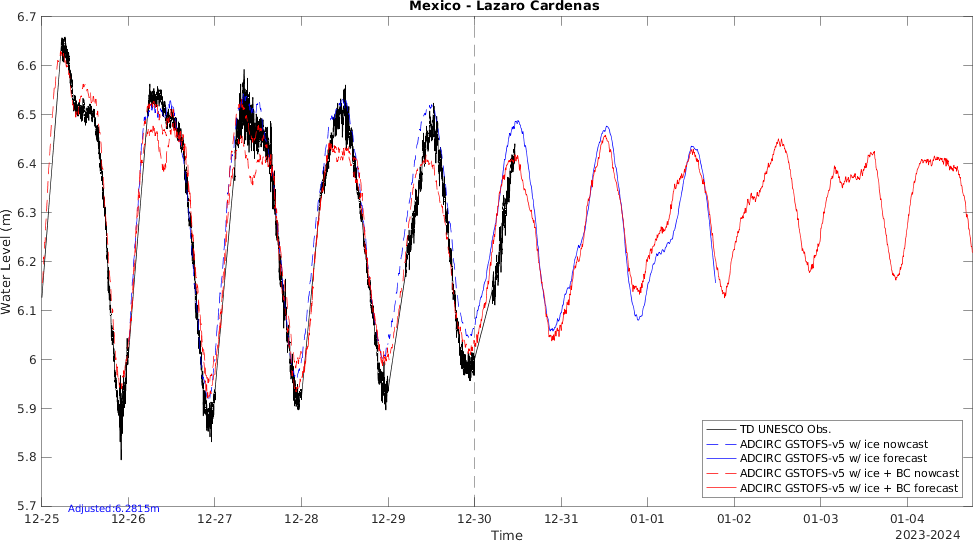 Mexico - Lazaro Cardenas
6.7
6.6
6.5
6.4
6.3
6.2
6.1
6
5.9
5.8
5.7
Water Level (m)
TD UNESCO Obs.
ADCIRC GSTOFS-v5 w/ ice nowcast
ADCIRC GSTOFS-v5 w/ ice forecast
ADCIRC GSTOFS-v5 w/ ice + BC nowcast
ADCIRC GSTOFS-v5 w/ ice + BC forecast
Adjusted:6.2815m
12-25 12-26 12-27 12-28 12-29 12-30 12-31 01-01 01-02 01-03 01-04
Time
2023-2024